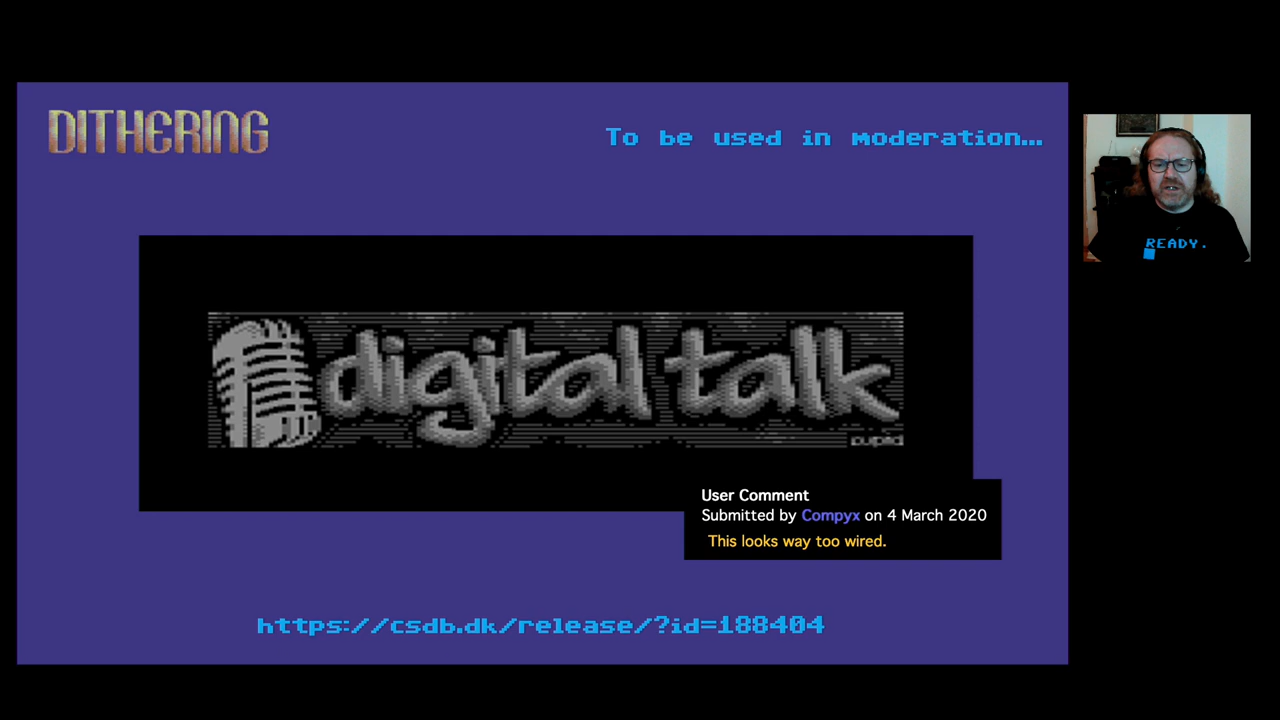 DITHERING
To be used in moderation...
digital talk
cupid
User Comment
Submitted by Compyx on 4 March 2020
This looks way too wired.
https://csdb.dk/release/?id=188404
READY.